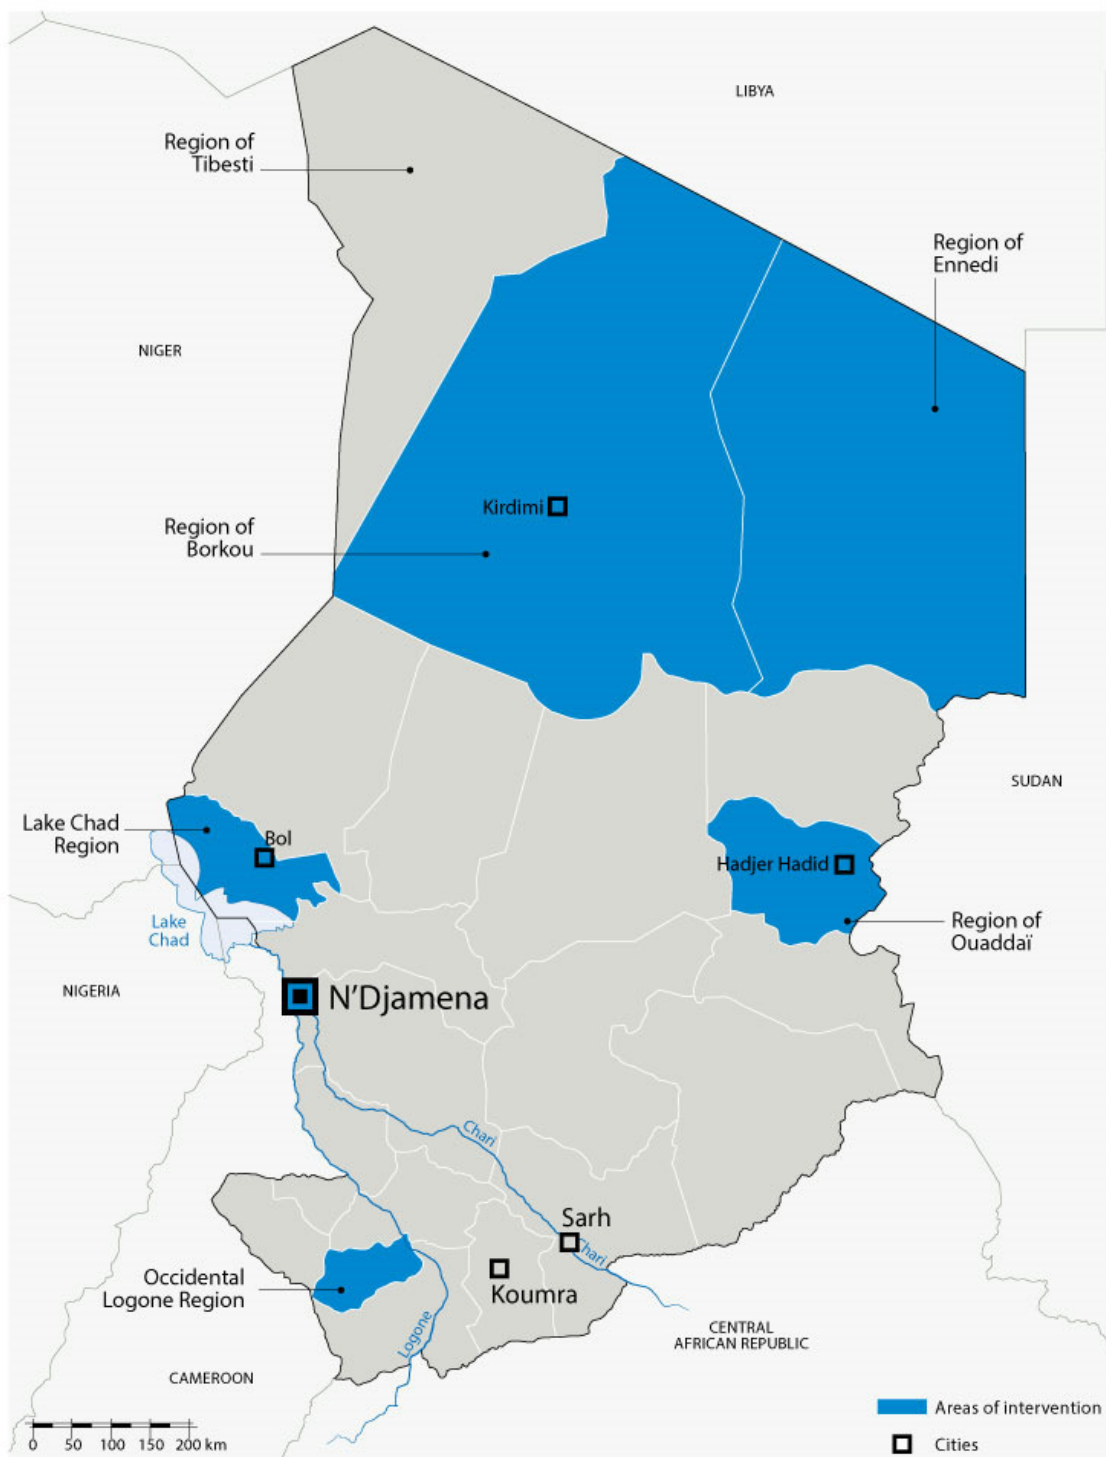 LIBYA
Region of
Tibesti
Region of
Ennedi
NIGER
Kirdimi
Region of
Borkou
SUDAN
Lake Chad
Region
Bol
Hadjer Hadid
Lake
Chad
Region of
Ouaddaï
NIGERIA
N'Djamena
Chari
Sarh
Chari
Occidental
Logone Region
Koumra
Logone
CENTRAL
AFRICAN REPUBLIC
CAMEROON
Areas of intervention
0 50 100 150 200 km
Cities